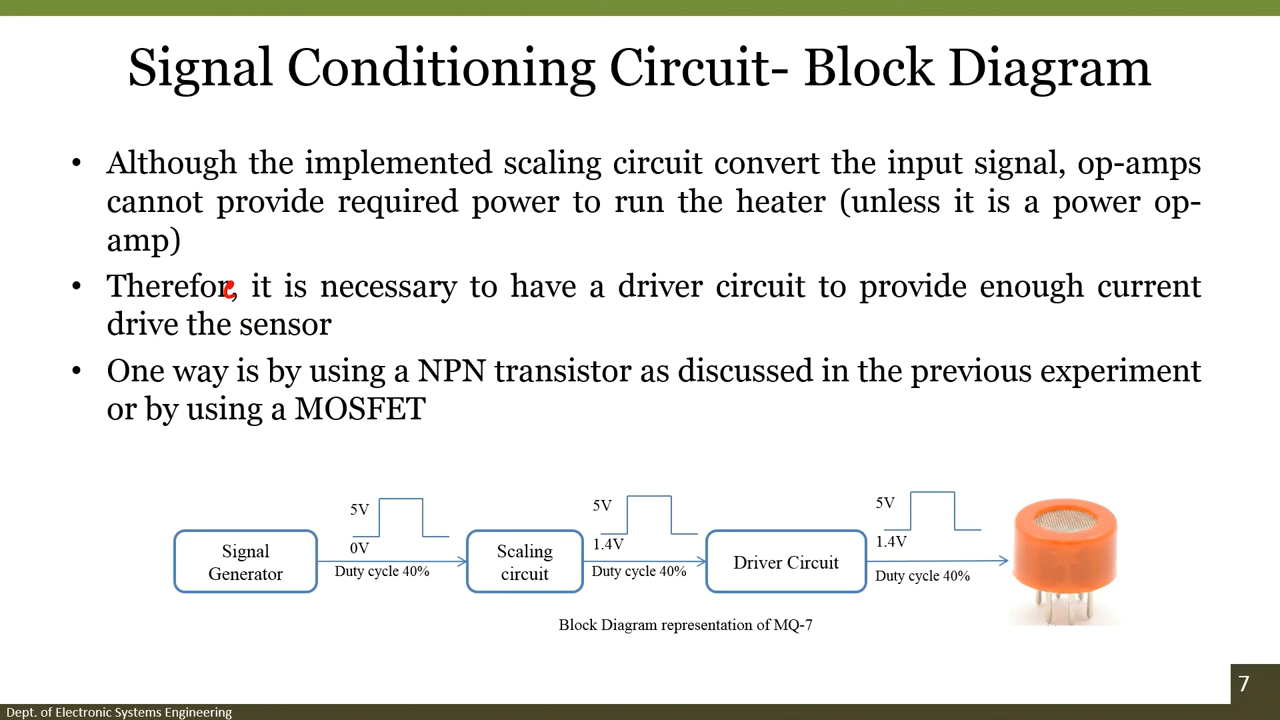 Signal Conditioning Circuit- Block Diagram
• Although the implemented scaling circuit convert the input signal, op-amps
cannot provide required power to run the heater (unless it is a power op-
amp)
• Therefore, it is necessary to have a driver circuit to provide enough current
drive the sensor
• One way is by using a NPN transistor as discussed in the previous experiment
or by using a MOSFET
Signal
Generator
5V
0V
Duty cycle 40%
Scaling
circuit
5V
1.4V
Duty cycle 40%
Driver Circuit
5V
1.4V
Duty cycle 40%
Block Diagram representation of MQ-7
7
Dept. of Electronic Systems Engineering